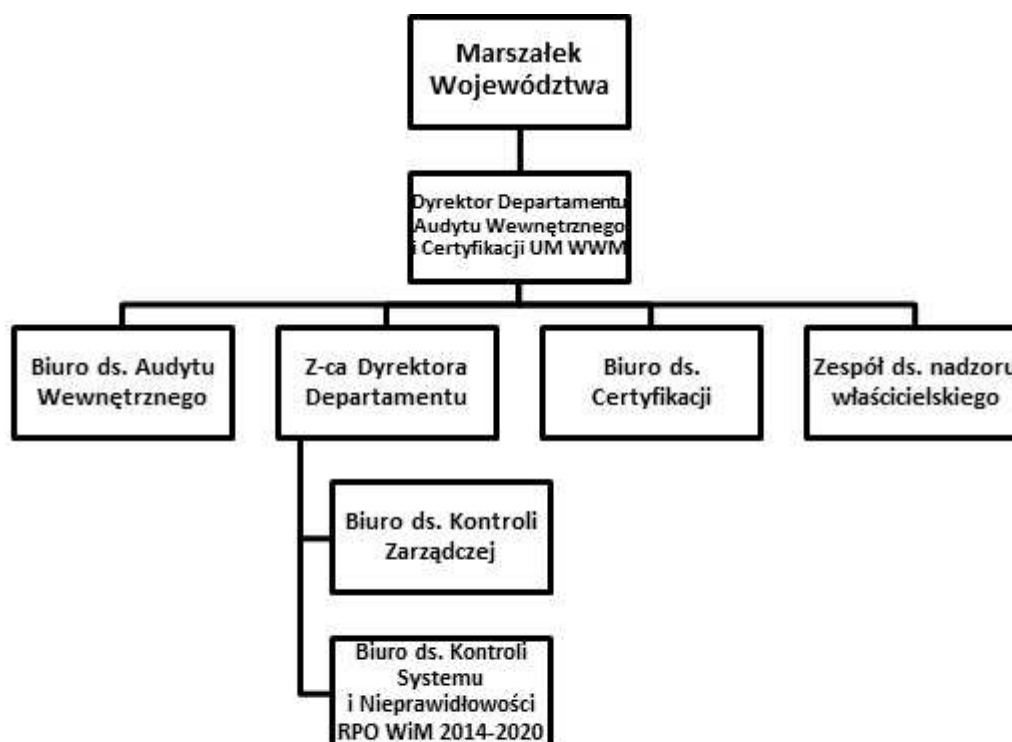 Marszałek
Województwa
Dyrektor Departamentu
Audytu Wewnętrznego
i Certyfikacji UM WWM
Biuro ds. Audytu
Wewnętrznego
Z-ca Dyrektora
Departamentu
Biuro ds.
Certyfikacji
Zespół ds. nadzoru
właścicielskiego
Biuro ds. Kontroli
Zarządczej
Biuro ds. Kontroli
Systemu
i Nieprawidłowości
RPO WiM 2014-2020